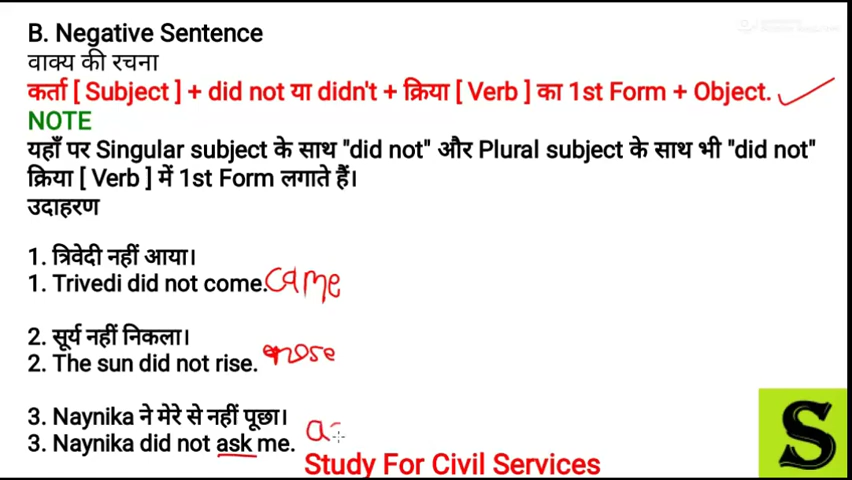 B. Negative Sentence
वाक्य की रचना
कर्ता [ Subject ] + did not या didn't + क्रिया [ Verb ] का 1st Form + Object.
NOTE
यहाँ पर Singular subject के साथ "did not" और Plural subject के साथ भी "did not"
क्रिया [ Verb ] में 1st Form लगाते हैं।
उदाहरण
1. त्रिवेदी नहीं आया।
1. Trivedi did not come. came
2. सूर्य नहीं निकला।
2. The sun did not rise. rose
3. Naynika ने मेरे से नहीं पूछा।
3. Naynika did not ask me.
Study For Civil Services
S